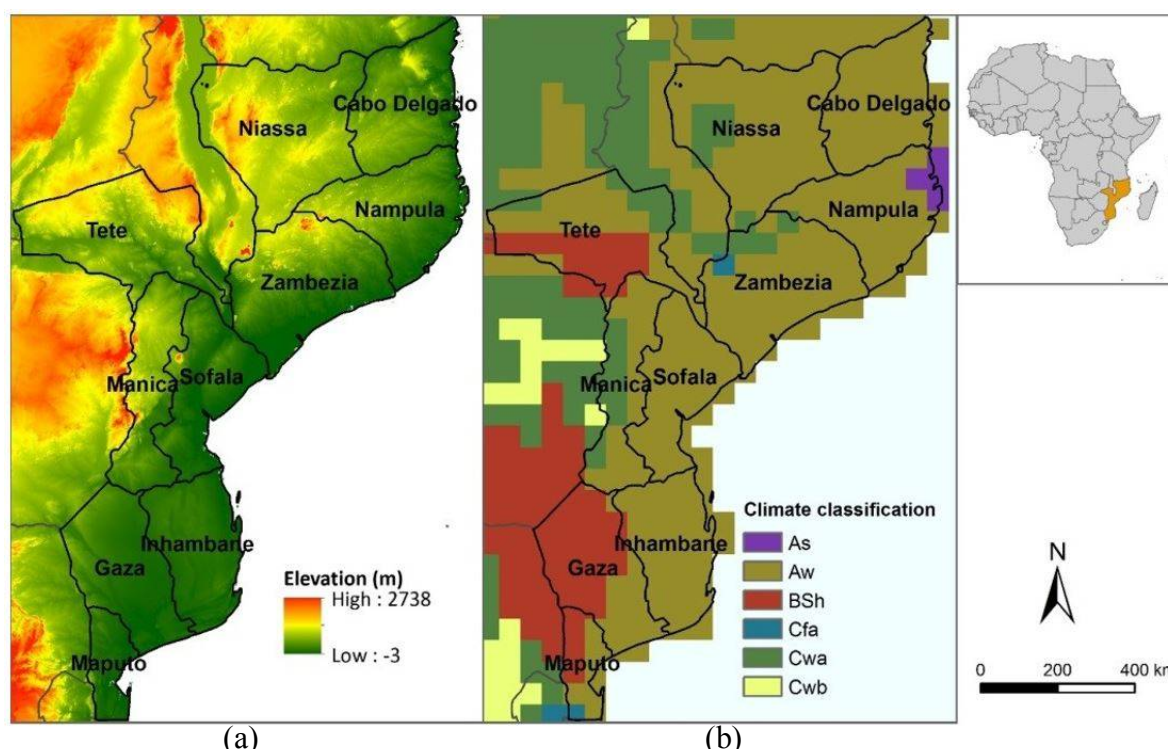 Niassa
Cabo Delgado
Nampula
Tete
Zambezia
Manica
Sofala
Inhambane
Gaza
Maputo
Elevation (m)
High : 2738
Low : -3
(a)
Niassa
Cabo Delgado
Nampula
Tete
Zambezia
Manica
Sofala
Inhambane
Gaza
Maputo
Climate classification
As
Aw
BSh
Cfa
Cwa
Cwb
(b)
N
0 200 400 km